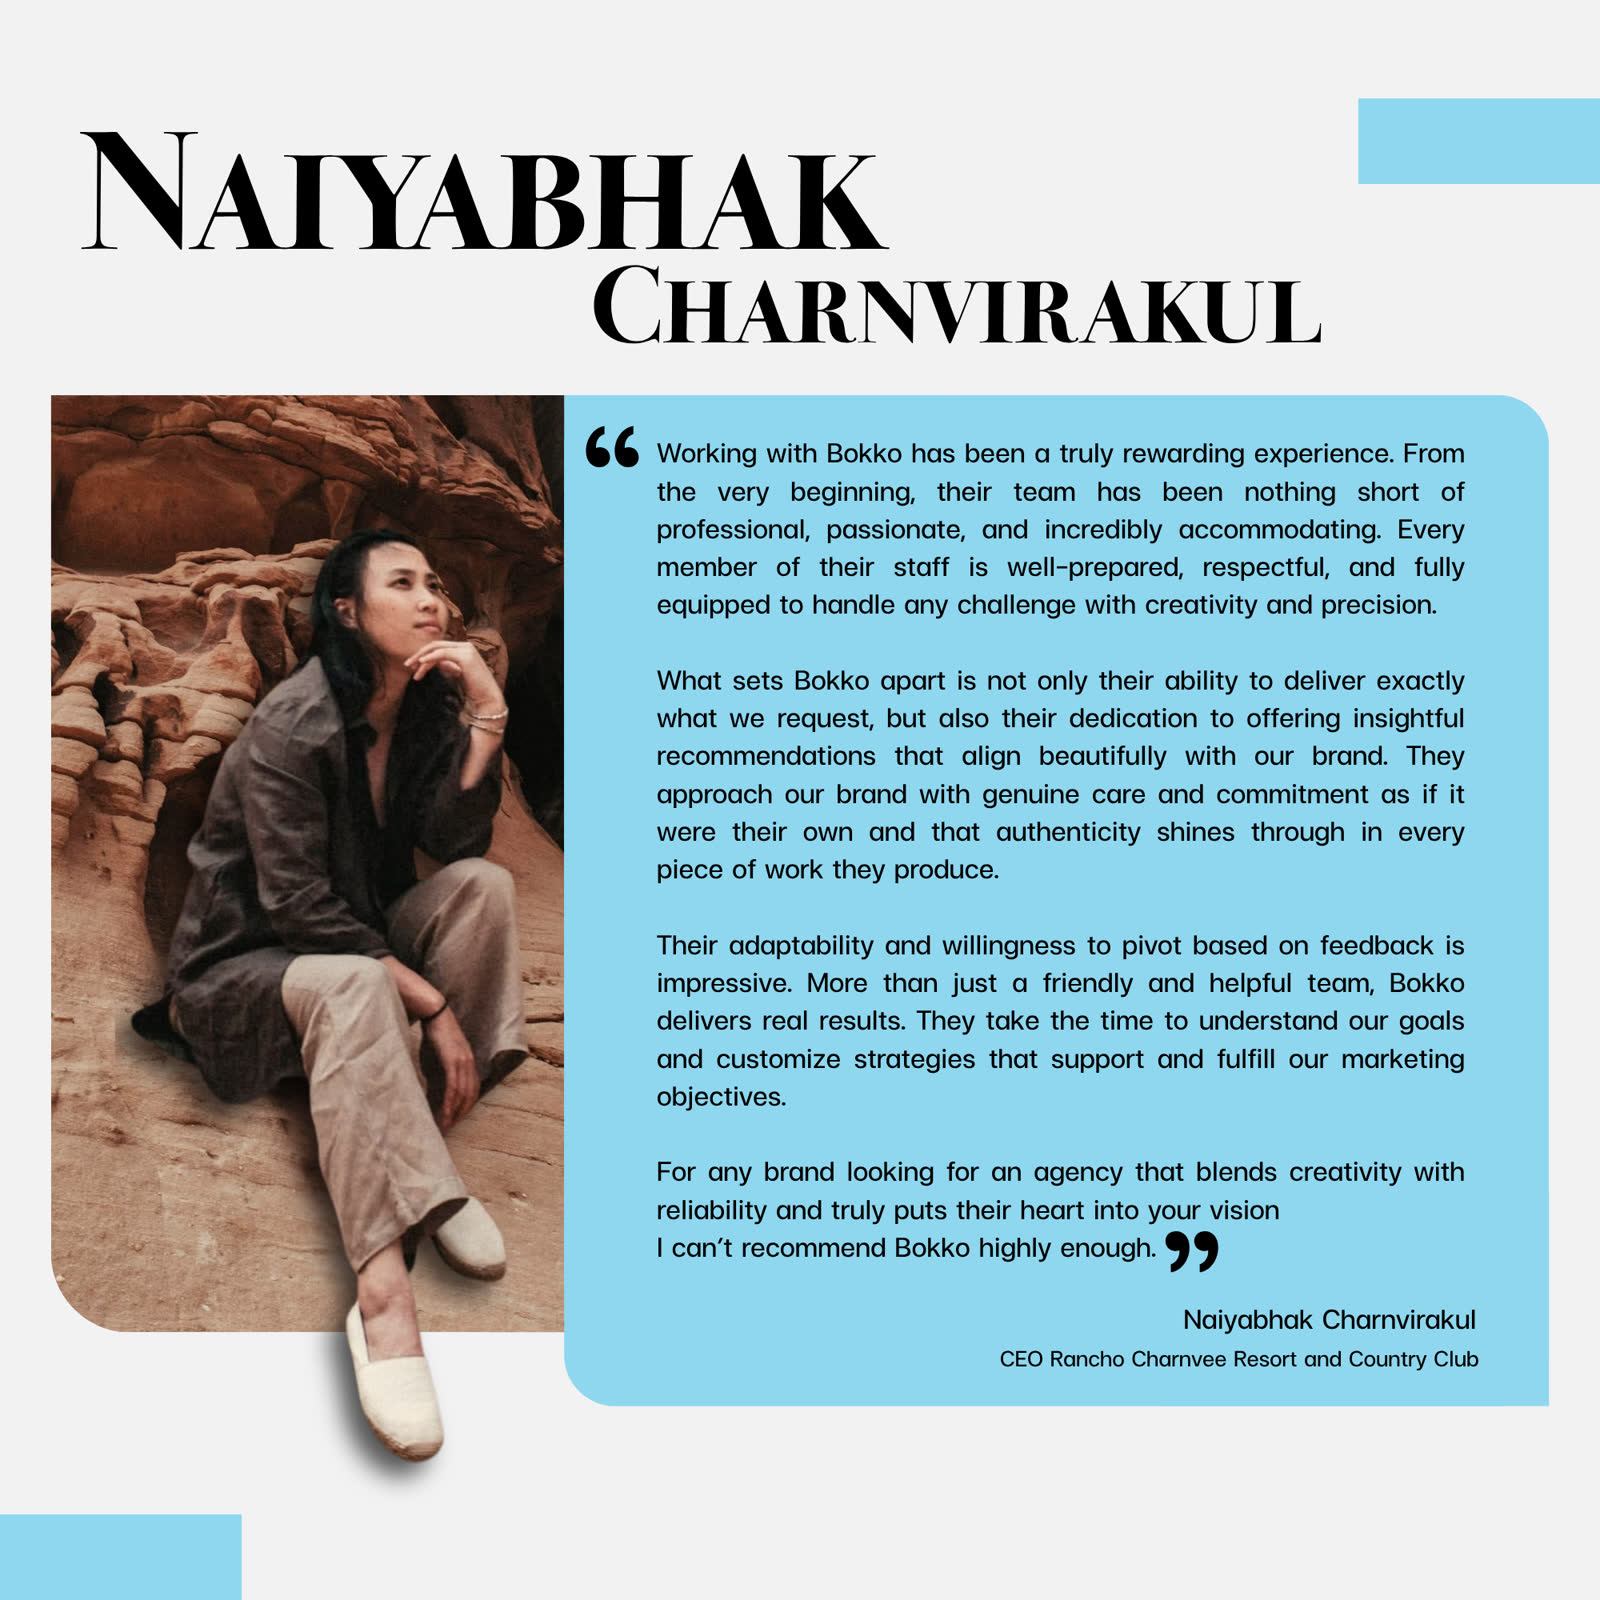 NAIYABHAK
CHARNVIRAKUL
“ Working with Bokko has been a truly rewarding experience. From
the very beginning, their team has been nothing short of
professional, passionate, and incredibly accommodating. Every
member of their staff is well-prepared, respectful, and fully
equipped to handle any challenge with creativity and precision.
What sets Bokko apart is not only their ability to deliver exactly
what we request, but also their dedication to offering insightful
recommendations that align beautifully with our brand. They
approach our brand with genuine care and commitment as if it
were their own and that authenticity shines through in every
piece of work they produce.
Their adaptability and willingness to pivot based on feedback is
impressive. More than just a friendly and helpful team, Bokko
delivers real results. They take the time to understand our goals
and customize strategies that support and fulfill our marketing
objectives.
For any brand looking for an agency that blends creativity with
reliability and truly puts their heart into your vision
I can’t recommend Bokko highly enough. ”
Naiyabhak Charnvirakul
CEO Rancho Charnvee Resort and Country Club